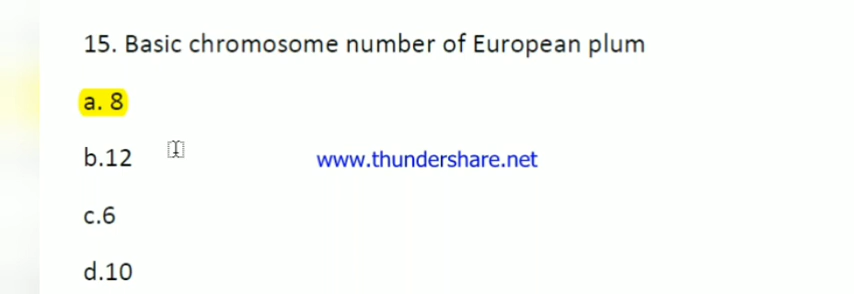 15. Basic chromosome number of European plum
a. 8
b.12
www.thundershare.net
c.6
d.10